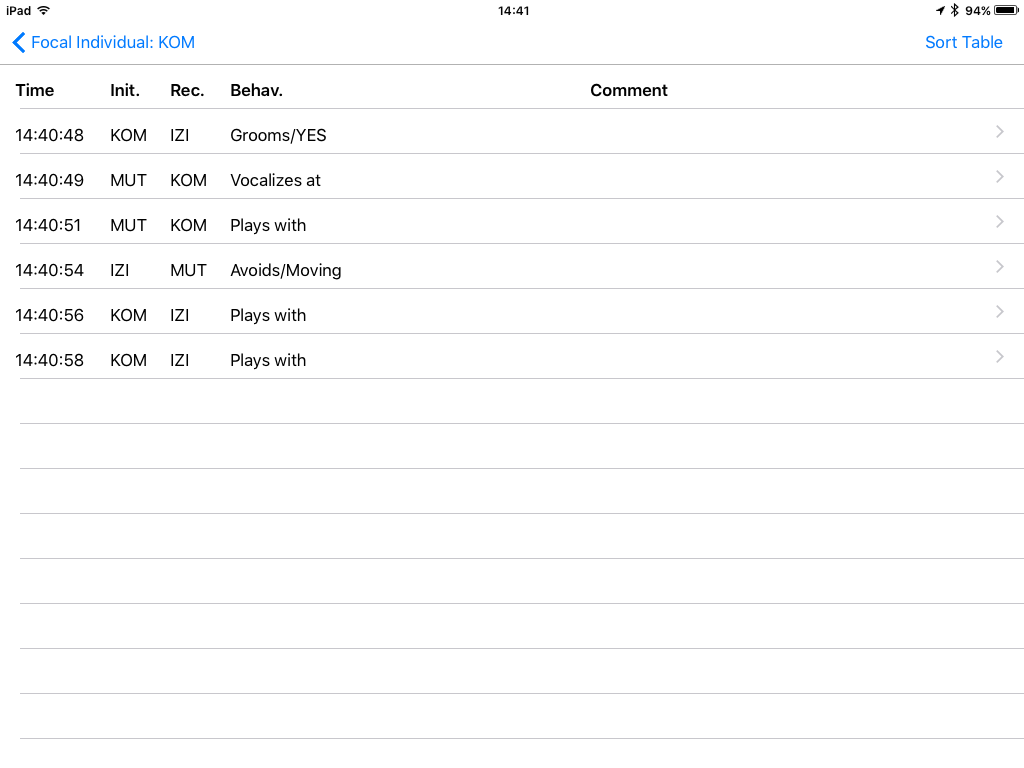 iPad 14:41 94%
Focal Individual: KOM Sort Table
Time Init. Rec. Behav. Comment
14:40:48 KOM IZI Grooms/YES
14:40:49 MUT KOM Vocalizes at
14:40:51 MUT KOM Plays with
14:40:54 IZI MUT Avoids/Moving
14:40:56 KOM IZI Plays with
14:40:58 KOM IZI Plays with